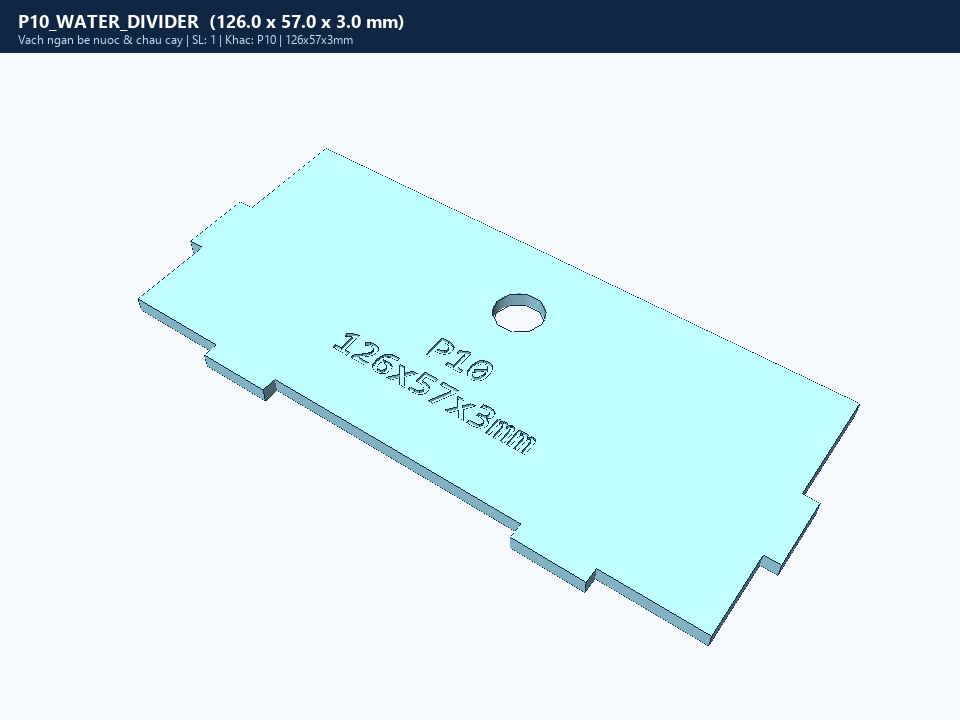 P10_WATER_DIVIDER (126.0 x 57.0 x 3.0 mm)
Vach ngan be nuoc & chau cay | SL: 1 | Khac: P10 | 126x57x3mm
P10
126x57x3mm